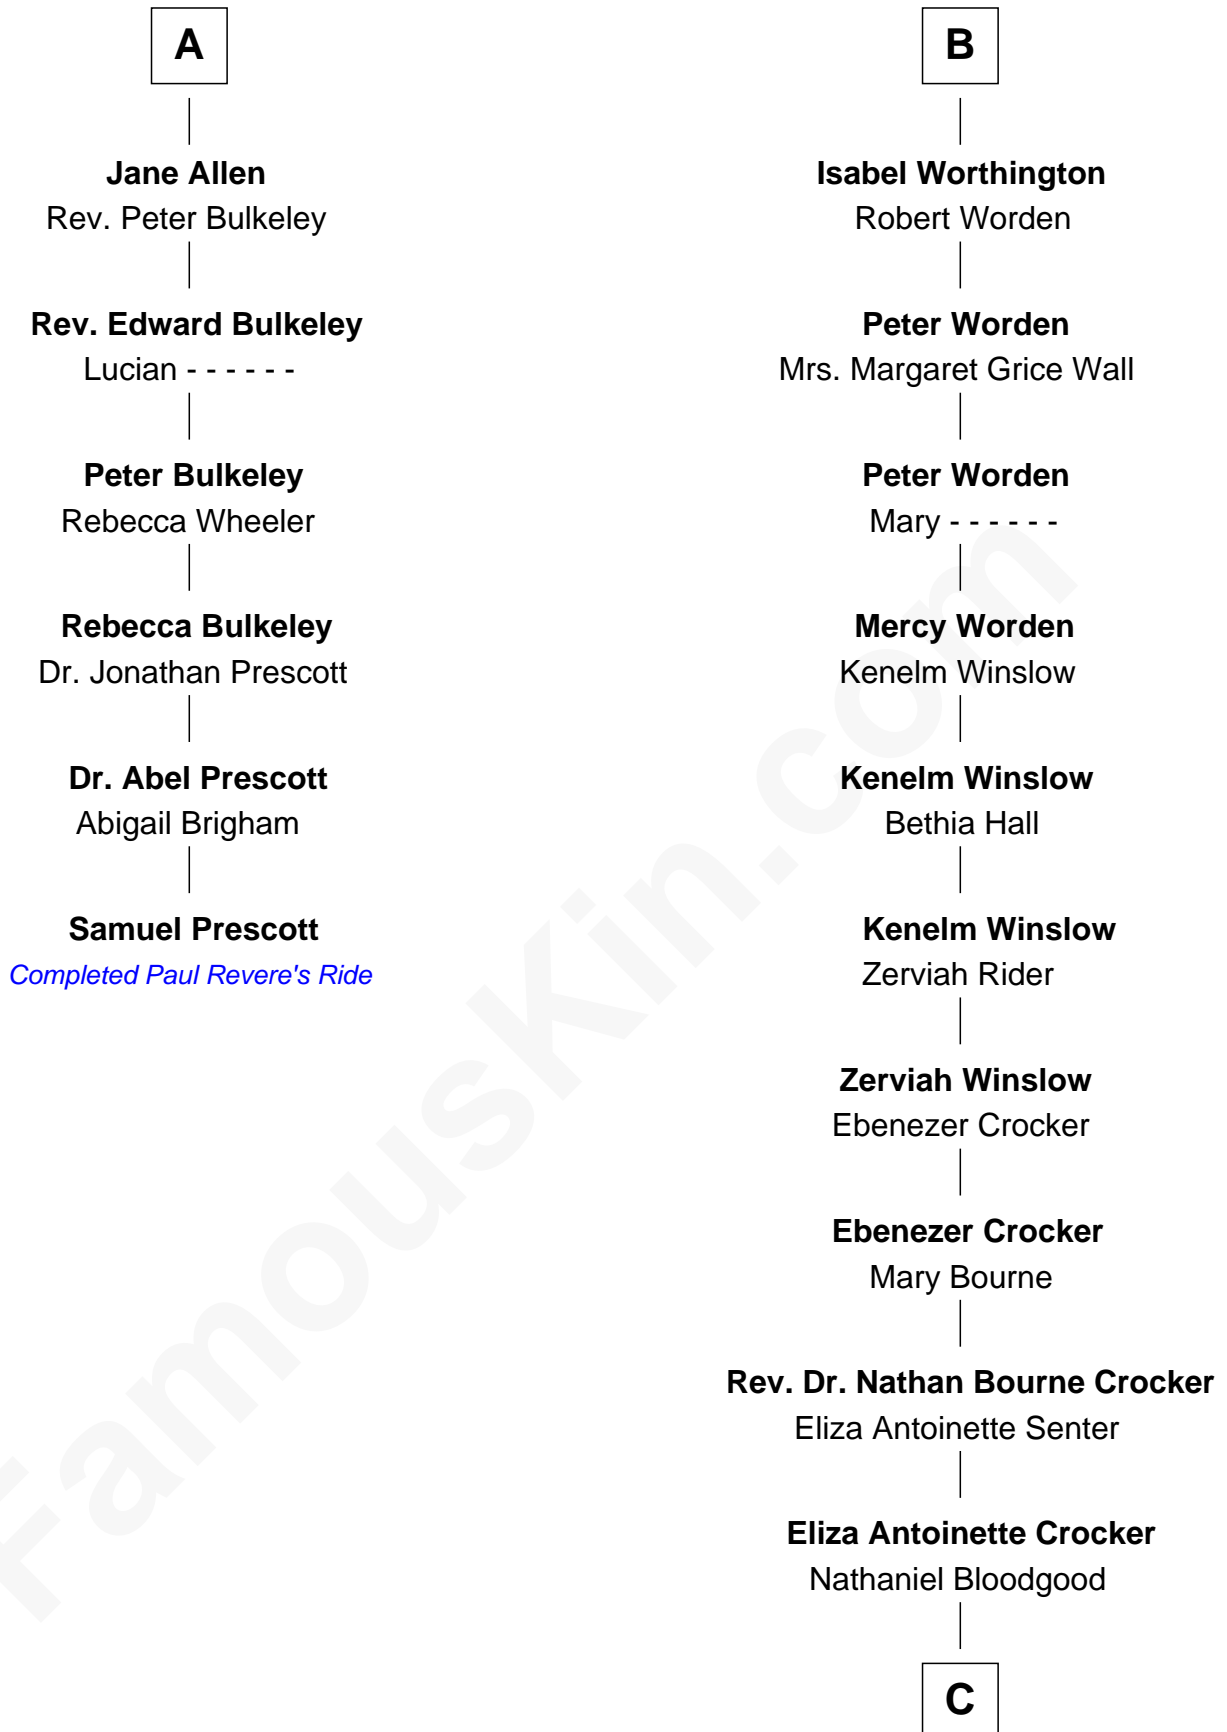 A
Jane Allen
Rev. Peter Bulkeley
Rev. Edward Bulkeley
Lucian - - - - - -
Peter Bulkeley
Rebecca Wheeler
Rebecca Bulkeley
Dr. Jonathan Prescott
Dr. Abel Prescott
Abigail Brigham
Samuel Prescott
Completed Paul Revere's Ride
B
Isabel Worthington
Robert Worden
Peter Worden
Mrs. Margaret Grice Wall
Peter Worden
Mary - - - - - -
Mercy Worden
Kenelm Winslow
Kenelm Winslow
Bethia Hall
Kenelm Winslow
Zerviah Rider
Zerviah Winslow
Ebenezer Crocker
Ebenezer Crocker
Mary Bourne
Rev. Dr. Nathan Bourne Crocker
Eliza Antoinette Senter
Eliza Antoinette Crocker
Nathaniel Bloodgood
C
FamousKin.com